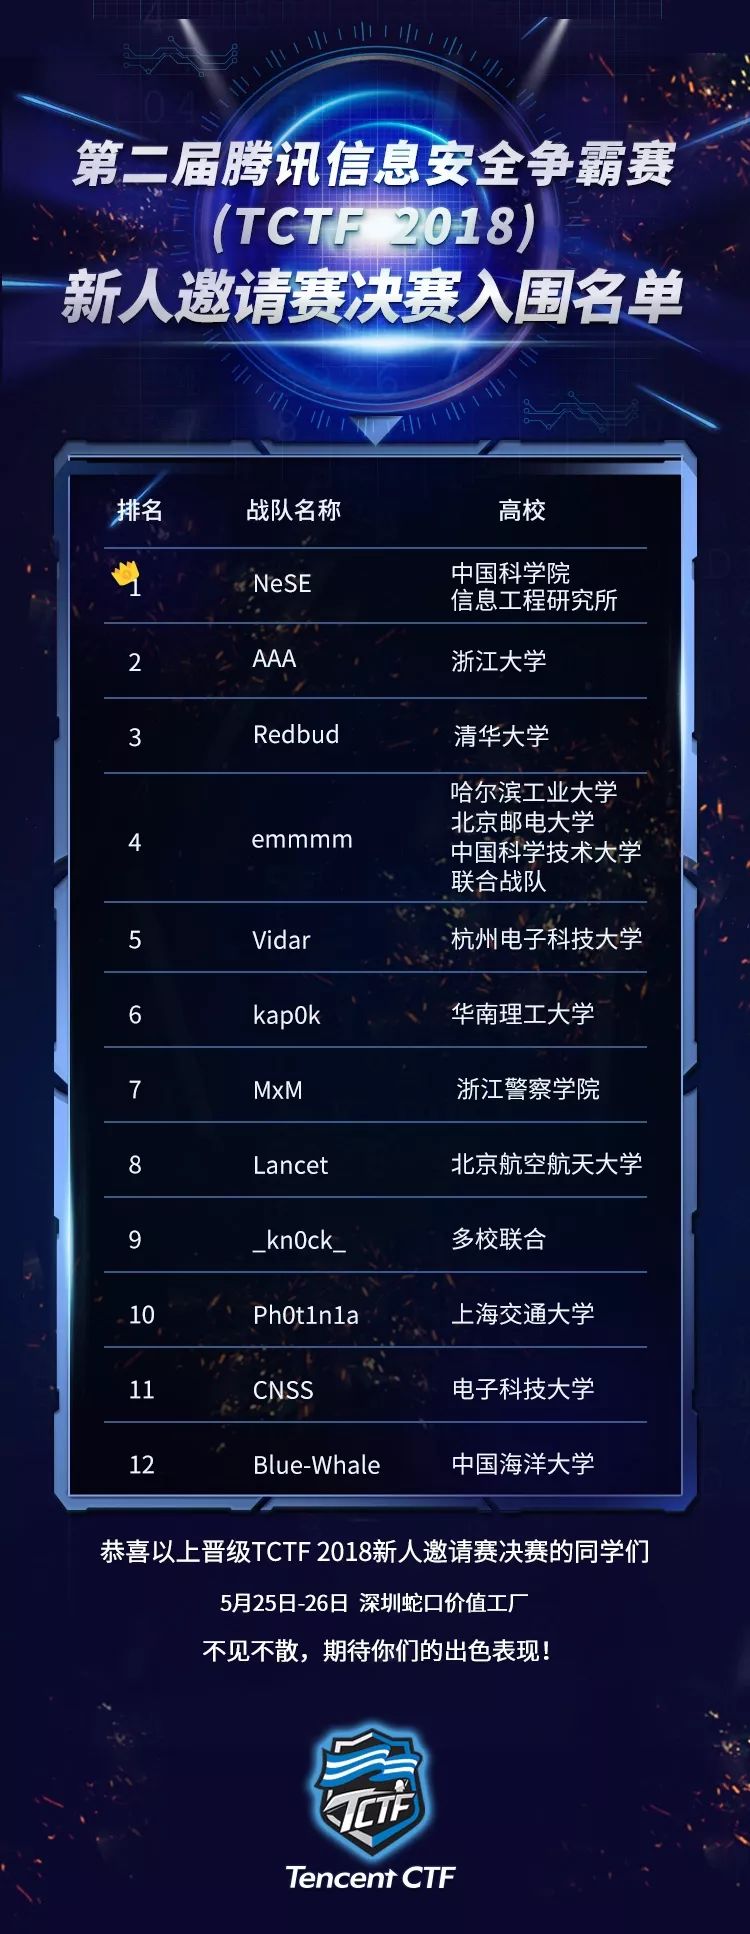 第二届腾讯信息安全争霸赛
(TCTF 2018)
新人邀请赛决赛入围名单
排名 战队名称 高校
1 NeSE 中国科学院
信息工程研究所
2 AAA 浙江大学
3 Redbud 清华大学
4 emmmm 哈尔滨工业大学
北京邮电大学
中国科学技术大学
联合战队
5 Vidar 杭州电子科技大学
6 kap0k 华南理工大学
7 MxM 浙江警察学院
8 Lancet 北京航空航天大学
9 _kn0ck_ 多校联合
10 Ph0t1n1a 上海交通大学
11 CNSS 电子科技大学
12 Blue-Whale 中国海洋大学
恭喜以上晋级TCTF 2018新人邀请赛决赛的同学们
5月25日-26日 深圳蛇口价值工厂
不见不散，期待你们的出色表现！
TCTF
Tencent CTF